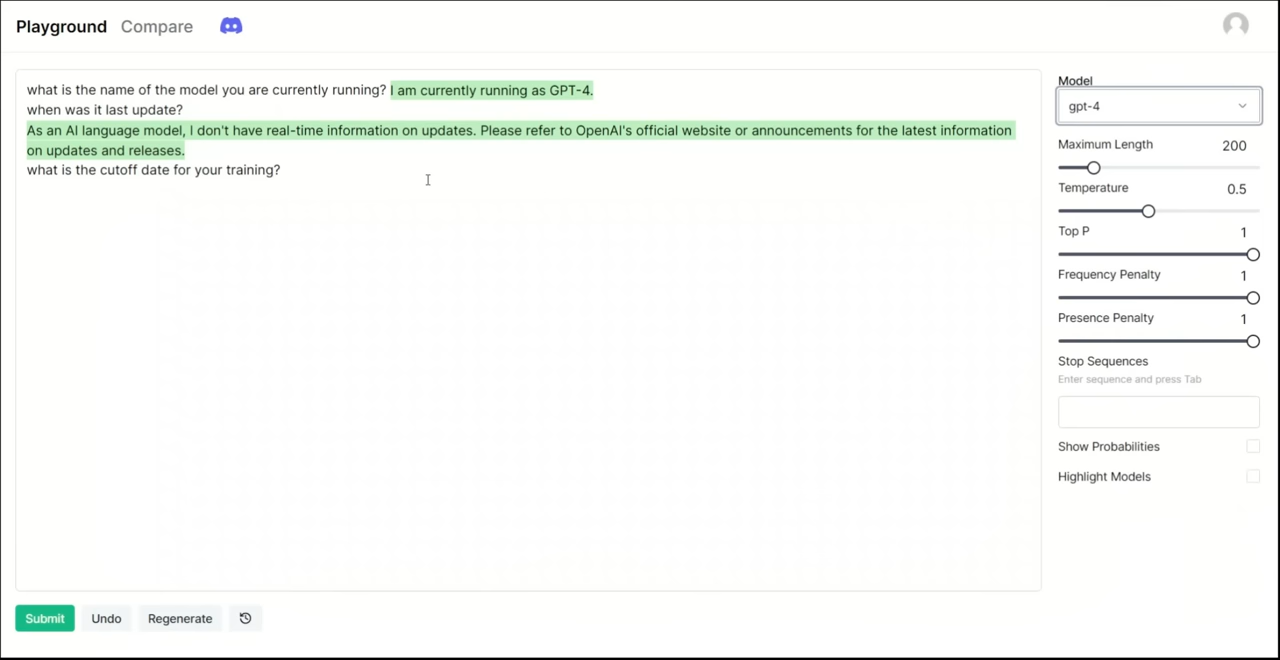 Playground Compare
what is the name of the model you are currently running? I am currently running as GPT-4.
when was it last update?
As an AI language model, I don't have real-time information on updates. Please refer to OpenAI's official website or announcements for the latest information
on updates and releases.
what is the cutoff date for your training?
Model
gpt-4
Maximum Length 200
Temperature 0.5
Top P 1
Frequency Penalty 1
Presence Penalty 1
Stop Sequences
Enter sequence and press Tab
Show Probabilities
Highlight Models
Submit Undo Regenerate